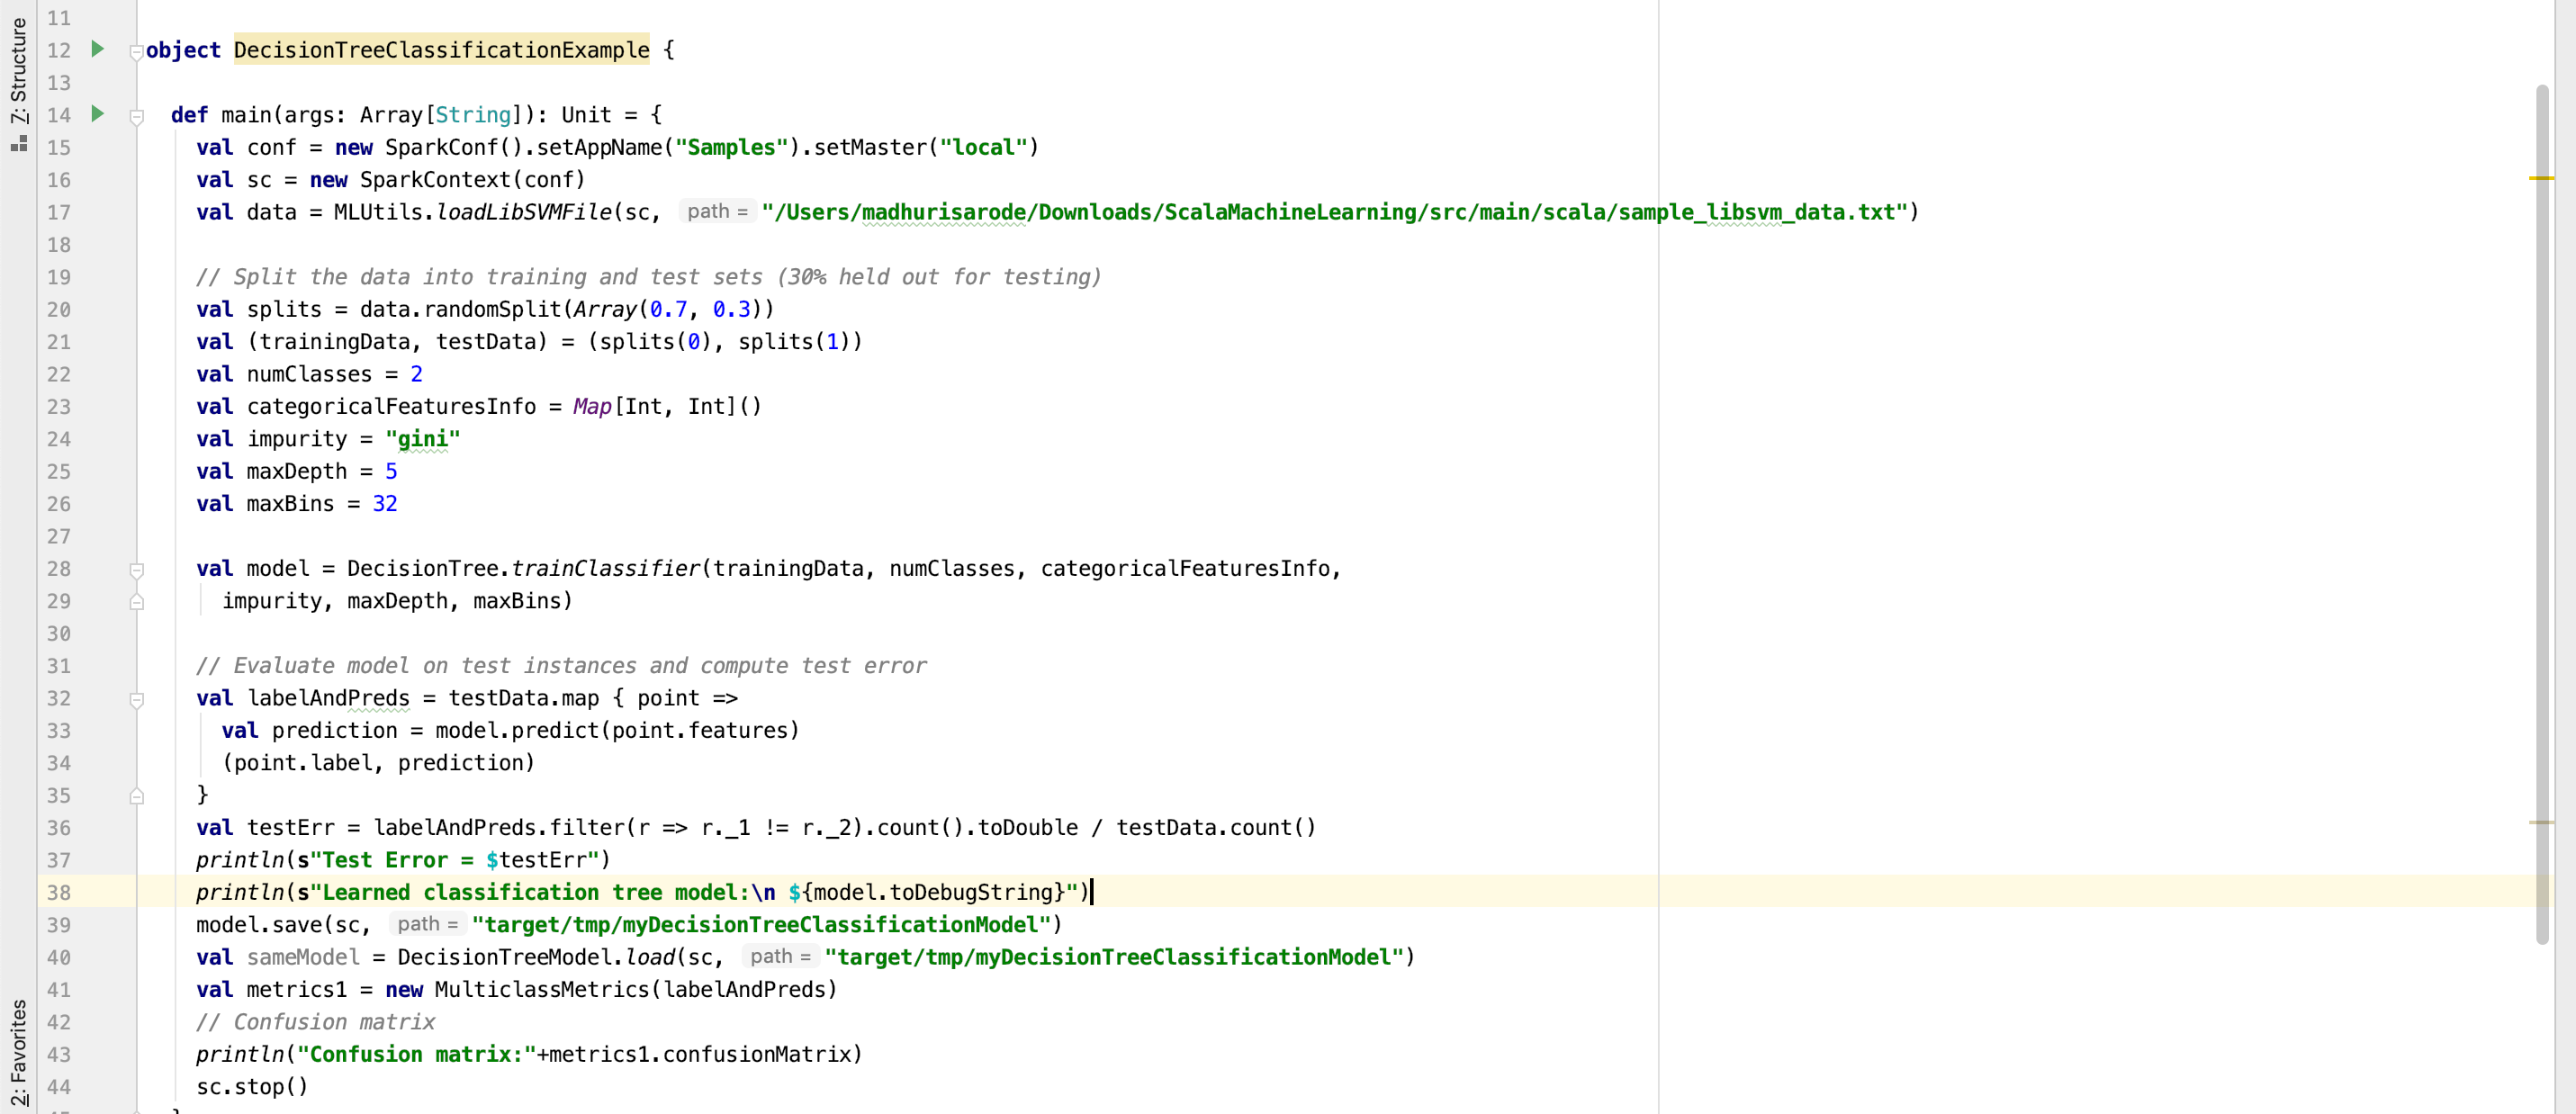 7: Structure
2: Favorites
11
12 object DecisionTreeClassificationExample {
13
14 def main(args: Array[String]): Unit = {
15 val conf = new SparkConf().setAppName("Samples").setMaster("local")
16 val sc = new SparkContext(conf)
17 val data = MLUtils.loadLibSVMFile(sc, path = "/Users/madhurisarode/Downloads/ScalaMachineLearning/src/main/scala/sample_libsvm_data.txt")
18
19 // Split the data into training and test sets (30% held out for testing)
20 val splits = data.randomSplit(Array(0.7, 0.3))
21 val (trainingData, testData) = (splits(0), splits(1))
22 val numClasses = 2
23 val categoricalFeaturesInfo = Map[Int, Int]()
24 val impurity = "gini"
25 val maxDepth = 5
26 val maxBins = 32
27
28 val model = DecisionTree.trainClassifier(trainingData, numClasses, categoricalFeaturesInfo,
29 impurity, maxDepth, maxBins)
30
31 // Evaluate model on test instances and compute test error
32 val labelAndPreds = testData.map { point =>
33 val prediction = model.predict(point.features)
34 (point.label, prediction)
35 }
36 val testErr = labelAndPreds.filter(r => r._1 != r._2).count().toDouble / testData.count()
37 println(s"Test Error = $testErr")
38 println(s"Learned classification tree model:\n ${model.toDebugString}")
39 model.save(sc, path = "target/tmp/myDecisionTreeClassificationModel")
40 val sameModel = DecisionTreeModel.load(sc, path = "target/tmp/myDecisionTreeClassificationModel")
41 val metrics1 = new MulticlassMetrics(labelAndPreds)
42 // Confusion matrix
43 println("Confusion matrix:"+metrics1.confusionMatrix)
44 sc.stop()